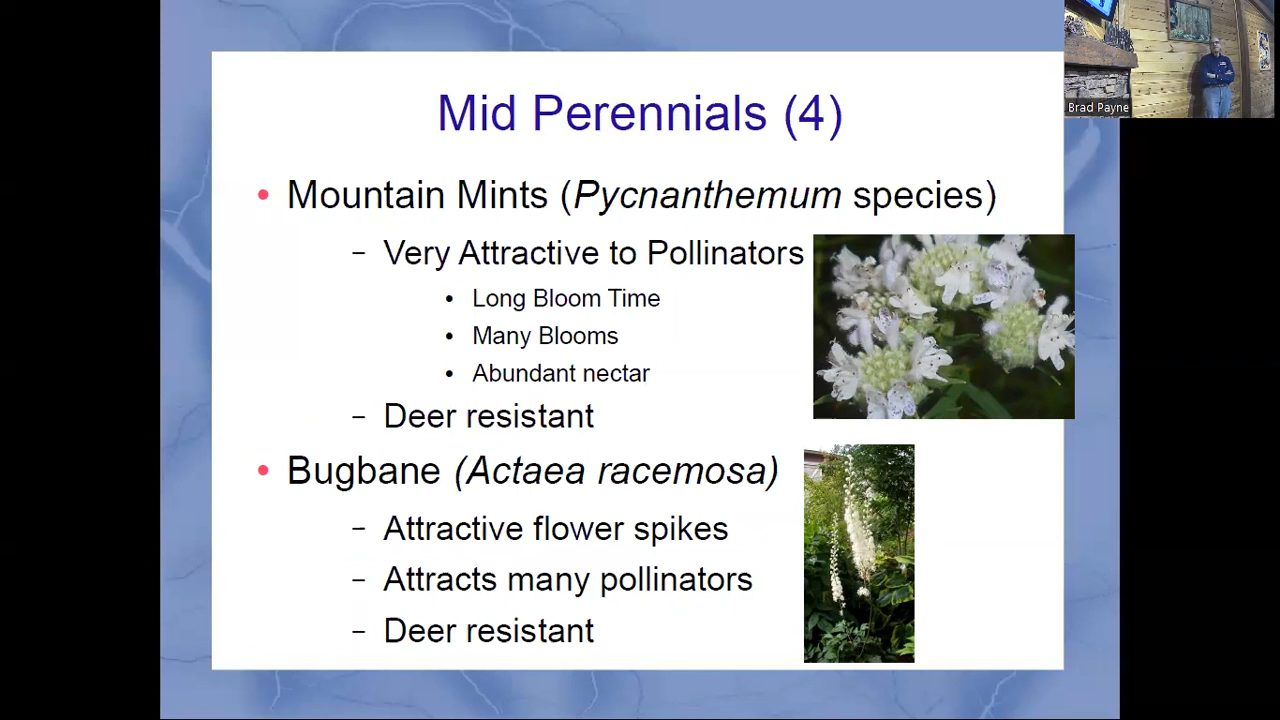 Mid Perennials (4)
• Mountain Mints (Pycnanthemum species)
– Very Attractive to Pollinators
• Long Bloom Time
• Many Blooms
• Abundant nectar
– Deer resistant
• Bugbane (Actaea racemosa)
– Attractive flower spikes
– Attracts many pollinators
– Deer resistant
Brad Payne